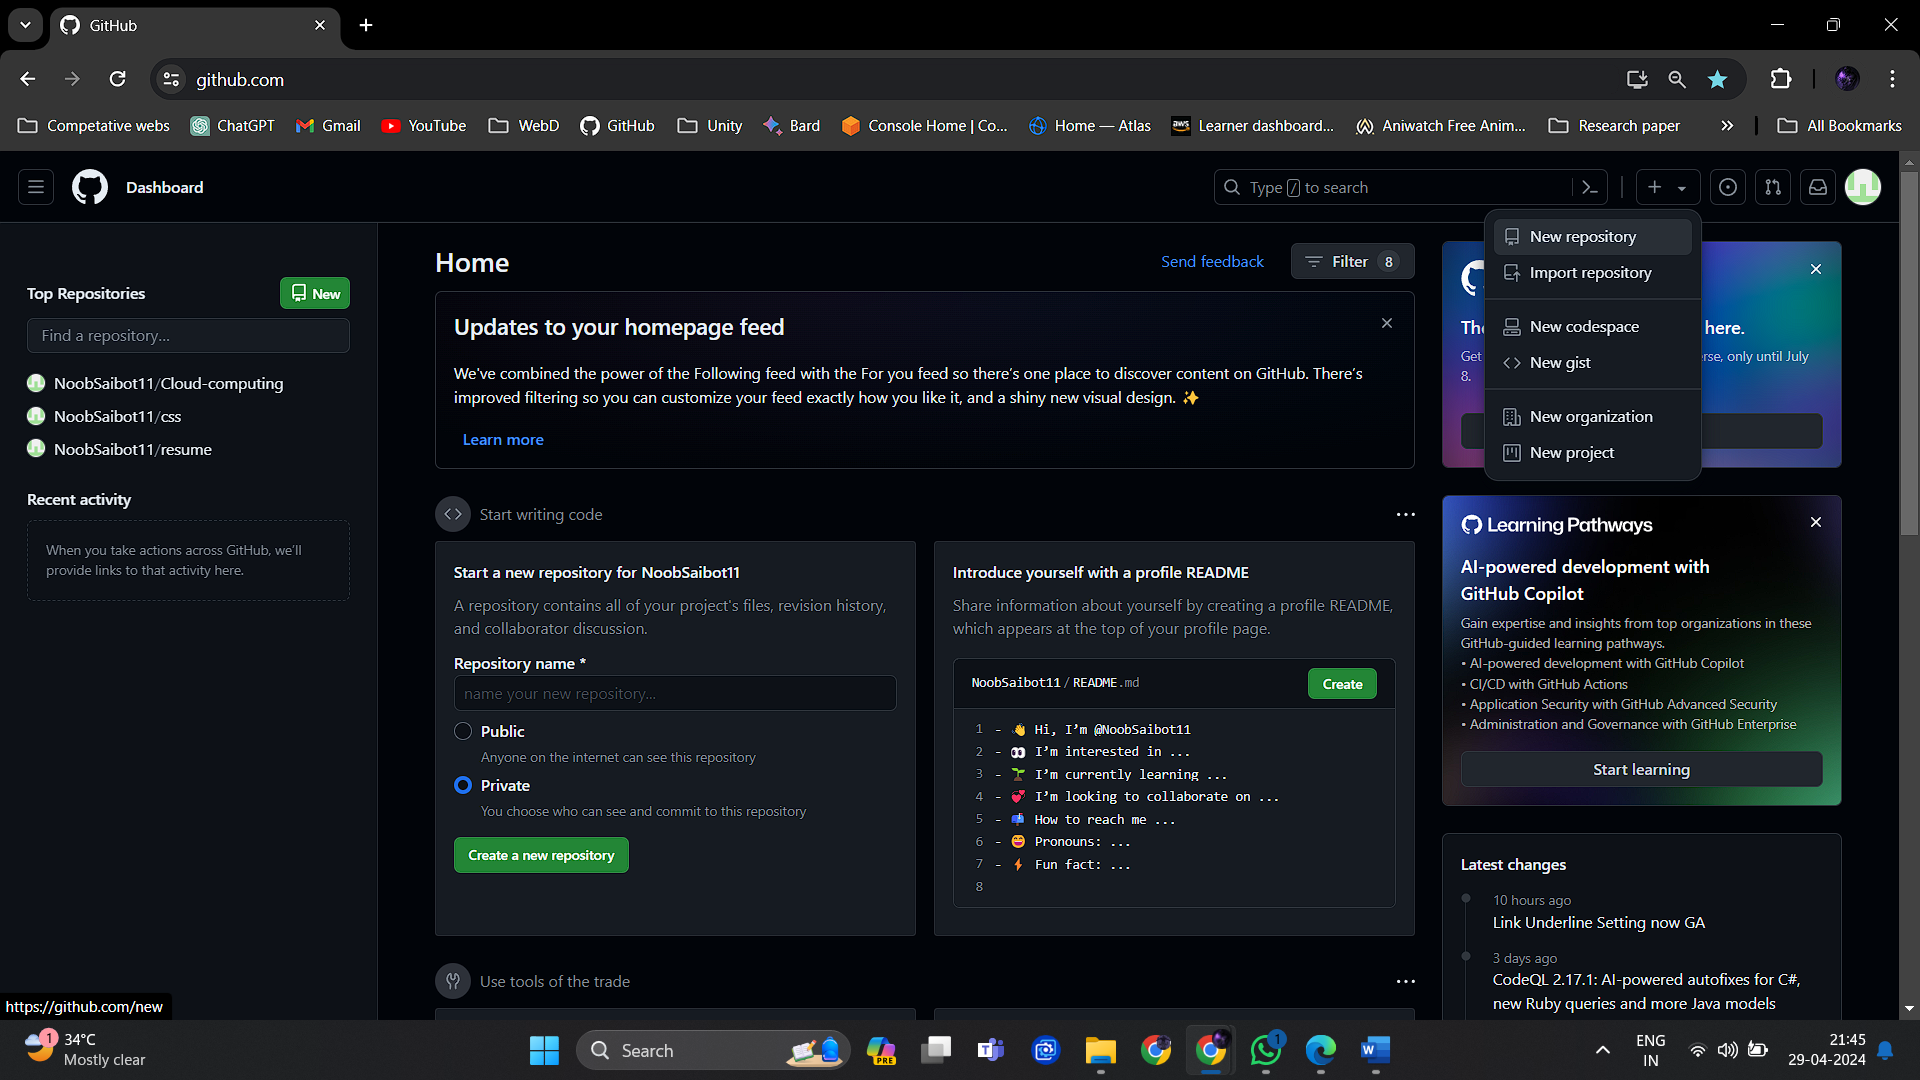 GitHub
github.com
Competative webs
ChatGPT
Gmail
YouTube
WebD
GitHub
Unity
Bard
Console Home | Co...
Home — Atlas
aws
Learner dashboard...
Aniwatch Free Anim...
Research paper
All Bookmarks
Dashboard
Type / to search
New repository
Import repository
New codespace
New gist
New organization
New project
Top Repositories
New
Find a repository...
NoobSaibot11/Cloud-computing
NoobSaibot11/css
NoobSaibot11/resume
Recent activity
When you take actions across GitHub, we'll
provide links to that activity here.
Home
Send feedback
Filter 8
Updates to your homepage feed
We've combined the power of the Following feed with the For you feed so there's one place to discover content on GitHub. There's
improved filtering so you can customize your feed exactly how you like it, and a shiny new visual design. ✨
Learn more
Start writing code
Start a new repository for NoobSaibot11
A repository contains all of your project's files, revision history,
and collaborator discussion.
Repository name *
name your new repository...
Public
Anyone on the internet can see this repository
Private
You choose who can see and commit to this repository
Create a new repository
Introduce yourself with a profile README
Share information about yourself by creating a profile README,
which appears at the top of your profile page.
NoobSaibot11 / README.md
Create
1 - 👋 Hi, I’m @NoobSaibot11
2 - 👀 I’m interested in ...
3 - 🌱 I’m currently learning ...
4 - 💞️ I’m looking to collaborate on ...
5 - 📫 How to reach me ...
6 - 😄 Pronouns: ...
7 - ⚡ Fun fact: ...
8
Use tools of the trade
The
here.
Get
rse, only until July
8.
Learning Pathways
AI-powered development with
GitHub Copilot
Gain expertise and insights from top organizations in these
GitHub-guided learning pathways.
• AI-powered development with GitHub Copilot
• CI/CD with GitHub Actions
• Application Security with GitHub Advanced Security
• Administration and Governance with GitHub Enterprise
Start learning
Latest changes
10 hours ago
Link Underline Setting now GA
3 days ago
CodeQL 2.17.1: AI-powered autofixes for C#,
new Ruby queries and more Java models
https://github.com/new
1
34°C
Mostly clear
Search
PRE
1
ENG
IN
21:45
29-04-2024